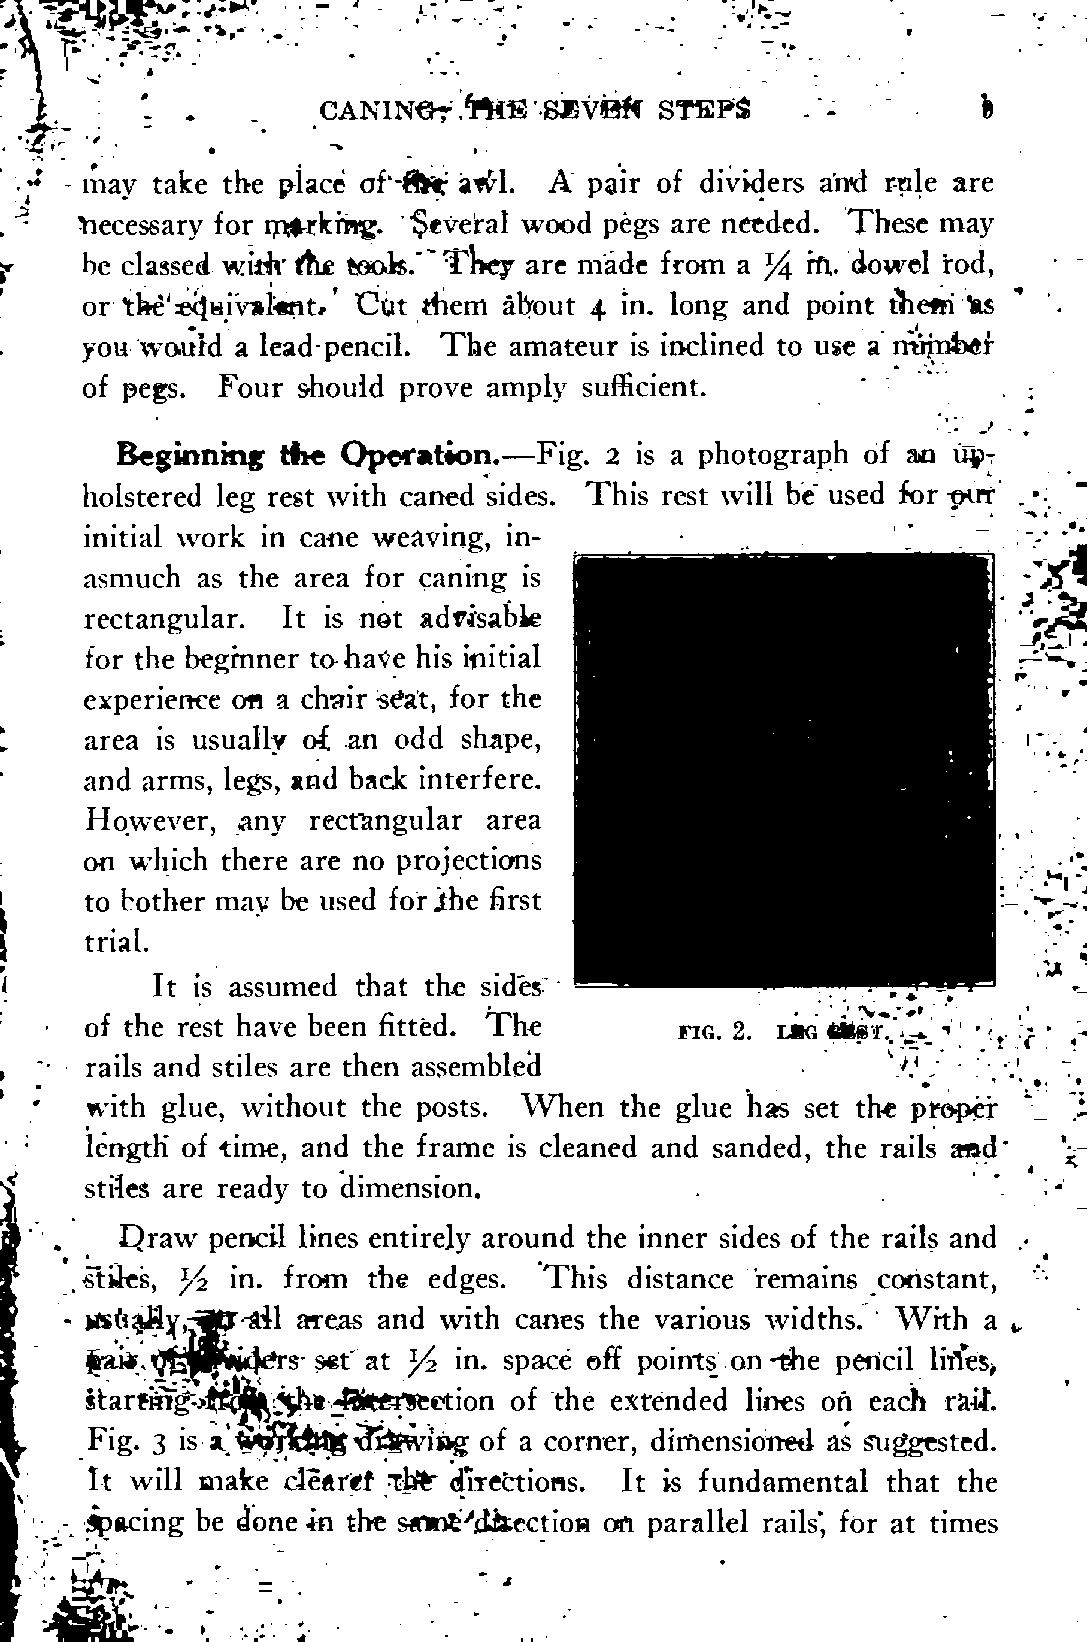 CANING, THE SEVEN STEPS 9
may take the place of the awl. A pair of dividers and rule are
necessary for marking. Several wood pegs are needed. These may
be classed with the tools. They are made from a ¼ in. dowel rod,
or the equivalent. Cut them about 4 in. long and point them as
you would a lead-pencil. The amateur is inclined to use a number
of pegs. Four should prove amply sufficient.
Beginning the Operation.—Fig. 2 is a photograph of an up-
holstered leg rest with caned sides. This rest will be used for our
initial work in cane weaving, in-
asmuch as the area for caning is
rectangular. It is not advisable
for the beginner to have his initial
experience on a chair seat, for the
area is usually of an odd shape,
and arms, legs, and back interfere.
However, any rectangular area
on which there are no projections
to bother may be used for the first
trial.
It is assumed that the sides
of the rest have been fitted. The
rails and stiles are then assembled
FIG. 2. LEG REST.
with glue, without the posts. When the glue has set the proper
length of time, and the frame is cleaned and sanded, the rails and
stiles are ready to dimension.
Draw pencil lines entirely around the inner sides of the rails and
stiles, ½ in. from the edges. This distance remains constant,
usually, all areas and with canes the various widths. With a
pair of dividers set at ½ in. space off points on the pencil lines,
starting from the intersection of the extended lines on each rail.
Fig. 3 is a working drawing of a corner, dimensioned as suggested.
It will make clearer the directions. It is fundamental that the
spacing be done in the same direction on parallel rails, for at times